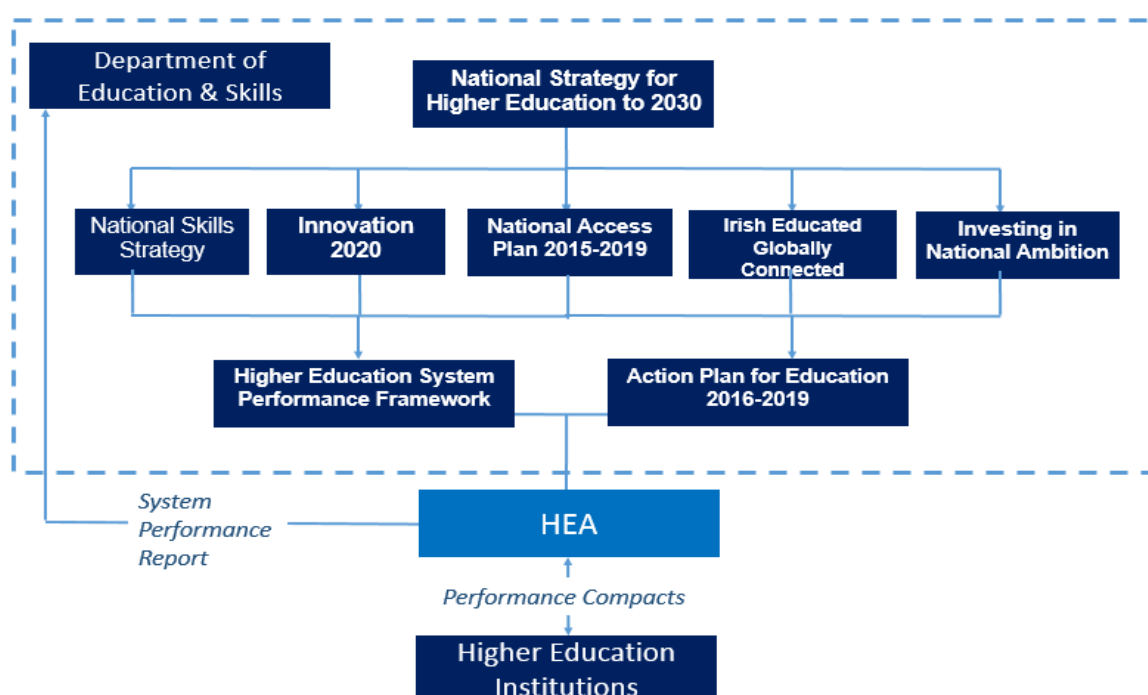 Department of
Education & Skills
National Strategy for
Higher Education to 2030
National Skills
Strategy
Innovation
2020
National Access
Plan 2015-2019
Irish Educated
Globally
Connected
Investing in
National Ambition
Higher Education System
Performance Framework
Action Plan for Education
2016-2019
System
Performance
Report
HEA
Performance Compacts
Higher Education
Institutions